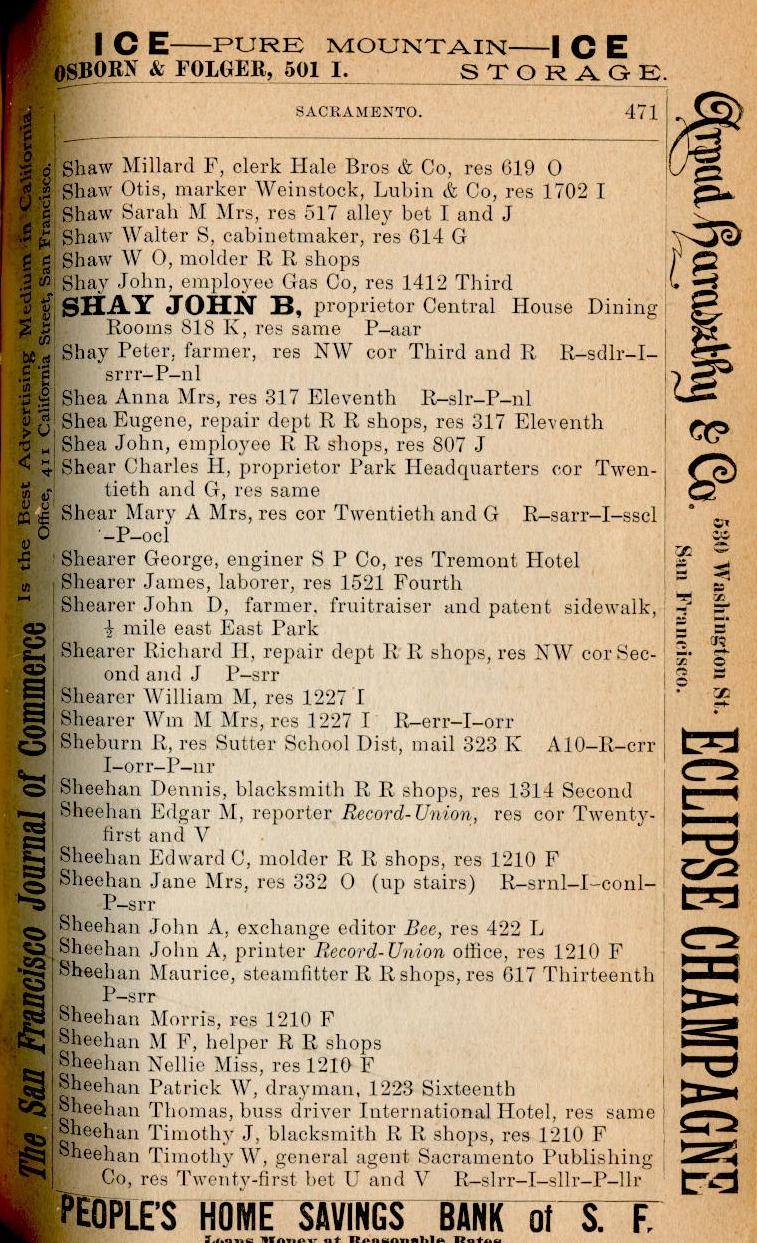 ICE—PURE MOUNTAIN—ICE
OSBORN & FOLGER, 501 I. STORAGE.
SACRAMENTO. 471
Shaw Millard F, clerk Hale Bros & Co, res 619 O
Shaw Otis, marker Weinstock, Lubin & Co, res 1702 I
Shaw Sarah M Mrs, res 517 alley bet I and J
Shaw Walter S, cabinetmaker, res 614 G
Shaw W O, molder R R shops
Shay John, employee Gas Co, res 1412 Third
SHAY JOHN B, proprietor Central House Dining
Rooms 818 K, res same P-aar
Shay Peter, farmer, res NW cor Third and R R-sdlr-I-
srrr-P-nl
Shea Anna Mrs, res 317 Eleventh R-slr-P-nl
Shea Eugene, repair dept R R shops, res 317 Eleventh
Shea John, employee R R shops, res 807 J
Shear Charles H, proprietor Park Headquarters cor Twen-
tieth and G, res same
Shear Mary A Mrs, res cor Twentieth and G R-sarr-I-sscl
-P-ocl
Shearer George, enginer S P Co, res Tremont Hotel
Shearer James, laborer, res 1521 Fourth
Shearer John D, farmer, fruitraiser and patent sidewalk,
½ mile east East Park
Shearer Richard H, repair dept R R shops, res NW cor Sec-
ond and J P-srr
Shearer William M, res 1227 I
Shearer Wm M Mrs, res 1227 I R-err-I-orr
Sheburn R, res Sutter School Dist, mail 323 K A10-R-crr
I-orr-P-nr
Sheehan Dennis, blacksmith R R shops, res 1314 Second
Sheehan Edgar M, reporter Record-Union, res cor Twenty-
first and V
Sheehan Edward C, molder R R shops, res 1210 F
Sheehan Jane Mrs, res 332 O (up stairs) R-srnl-I-conl-
P-srr
Sheehan John A, exchange editor Bee, res 422 L
Sheehan John A, printer Record-Union office, res 1210 F
Sheehan Maurice, steamfitter R R shops, res 617 Thirteenth
P-srr
Sheehan Morris, res 1210 F
Sheehan M F, helper R R shops
Sheehan Nellie Miss, res 1210 F
Sheehan Patrick W, drayman, 1223 Sixteenth
Sheehan Thomas, buss driver International Hotel, res same
Sheehan Timothy J, blacksmith R R shops, res 1210 F
Sheehan Timothy W, general agent Sacramento Publishing
Co, res Twenty-first bet U and V R-slrr-I-sllr-P-llr
PEOPLE'S HOME SAVINGS BANK of S. F.
Loans Money at Reasonable Rates
The San Francisco Journal of Commerce Is the Best Advertising Medium in California.
Office, 411 California Street, San Francisco.
Arpad Haraszthy & Co. 530 Washington St.
San Francisco.
ECLIPSE CHAMPAGNE